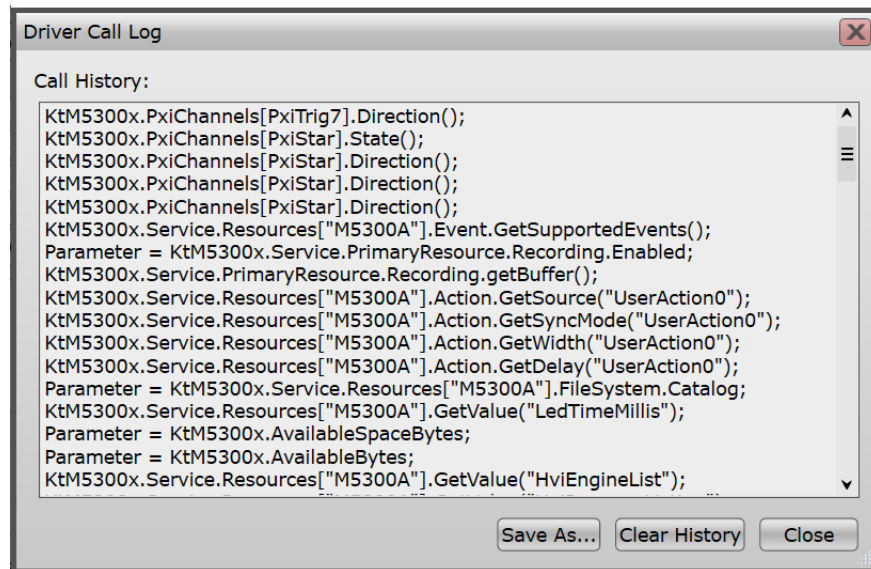 Driver Call Log
Call History:
KtM5300x.PxiChannels[PxiTrig7].Direction();
KtM5300x.PxiChannels[PxiStar].State();
KtM5300x.PxiChannels[PxiStar].Direction();
KtM5300x.PxiChannels[PxiStar].Direction();
KtM5300x.PxiChannels[PxiStar].Direction();
KtM5300x.Service.Resources["M5300A"].Event.GetSupportedEvents();
Parameter = KtM5300x.Service.PrimaryResource.Recording.Enabled;
KtM5300x.Service.PrimaryResource.Recording.getBuffer();
KtM5300x.Service.Resources["M5300A"].Action.GetSource("UserAction0");
KtM5300x.Service.Resources["M5300A"].Action.GetSyncMode("UserAction0");
KtM5300x.Service.Resources["M5300A"].Action.GetWidth("UserAction0");
KtM5300x.Service.Resources["M5300A"].Action.GetDelay("UserAction0");
Parameter = KtM5300x.Service.Resources["M5300A"].FileSystem.Catalog;
KtM5300x.Service.Resources["M5300A"].GetValue("LedTimeMillis");
Parameter = KtM5300x.AvailableSpaceBytes;
Parameter = KtM5300x.AvailableBytes;
KtM5300x.Service.Resources["M5300A"].GetValue("HviEngineList");
Save As... Clear History Close